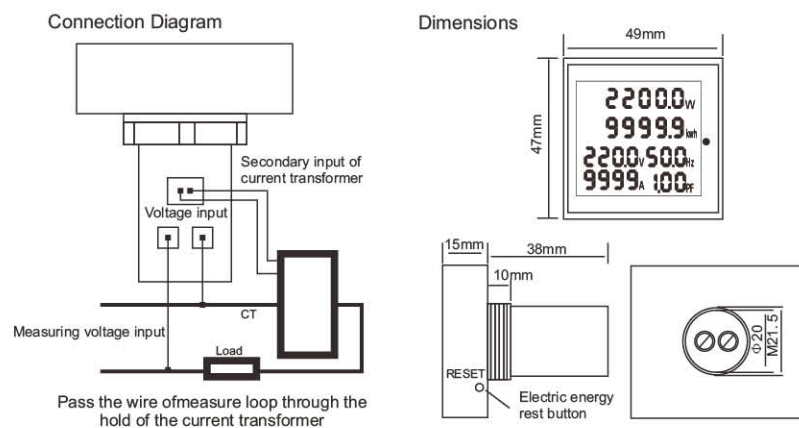 Connection Diagram
Secondary input of
current transformer
Voltage input
CT
Measuring voltage input
Load
Pass the wire ofmeasure loop through the
hold of the current transformer
Dimensions
49mm
47mm
2200.0W
9999.9kwh
220.0V50.0Hz
9999A 1.00PF
15mm
38mm
10mm
RESET
Electric energy
rest button
Φ20
M21.5